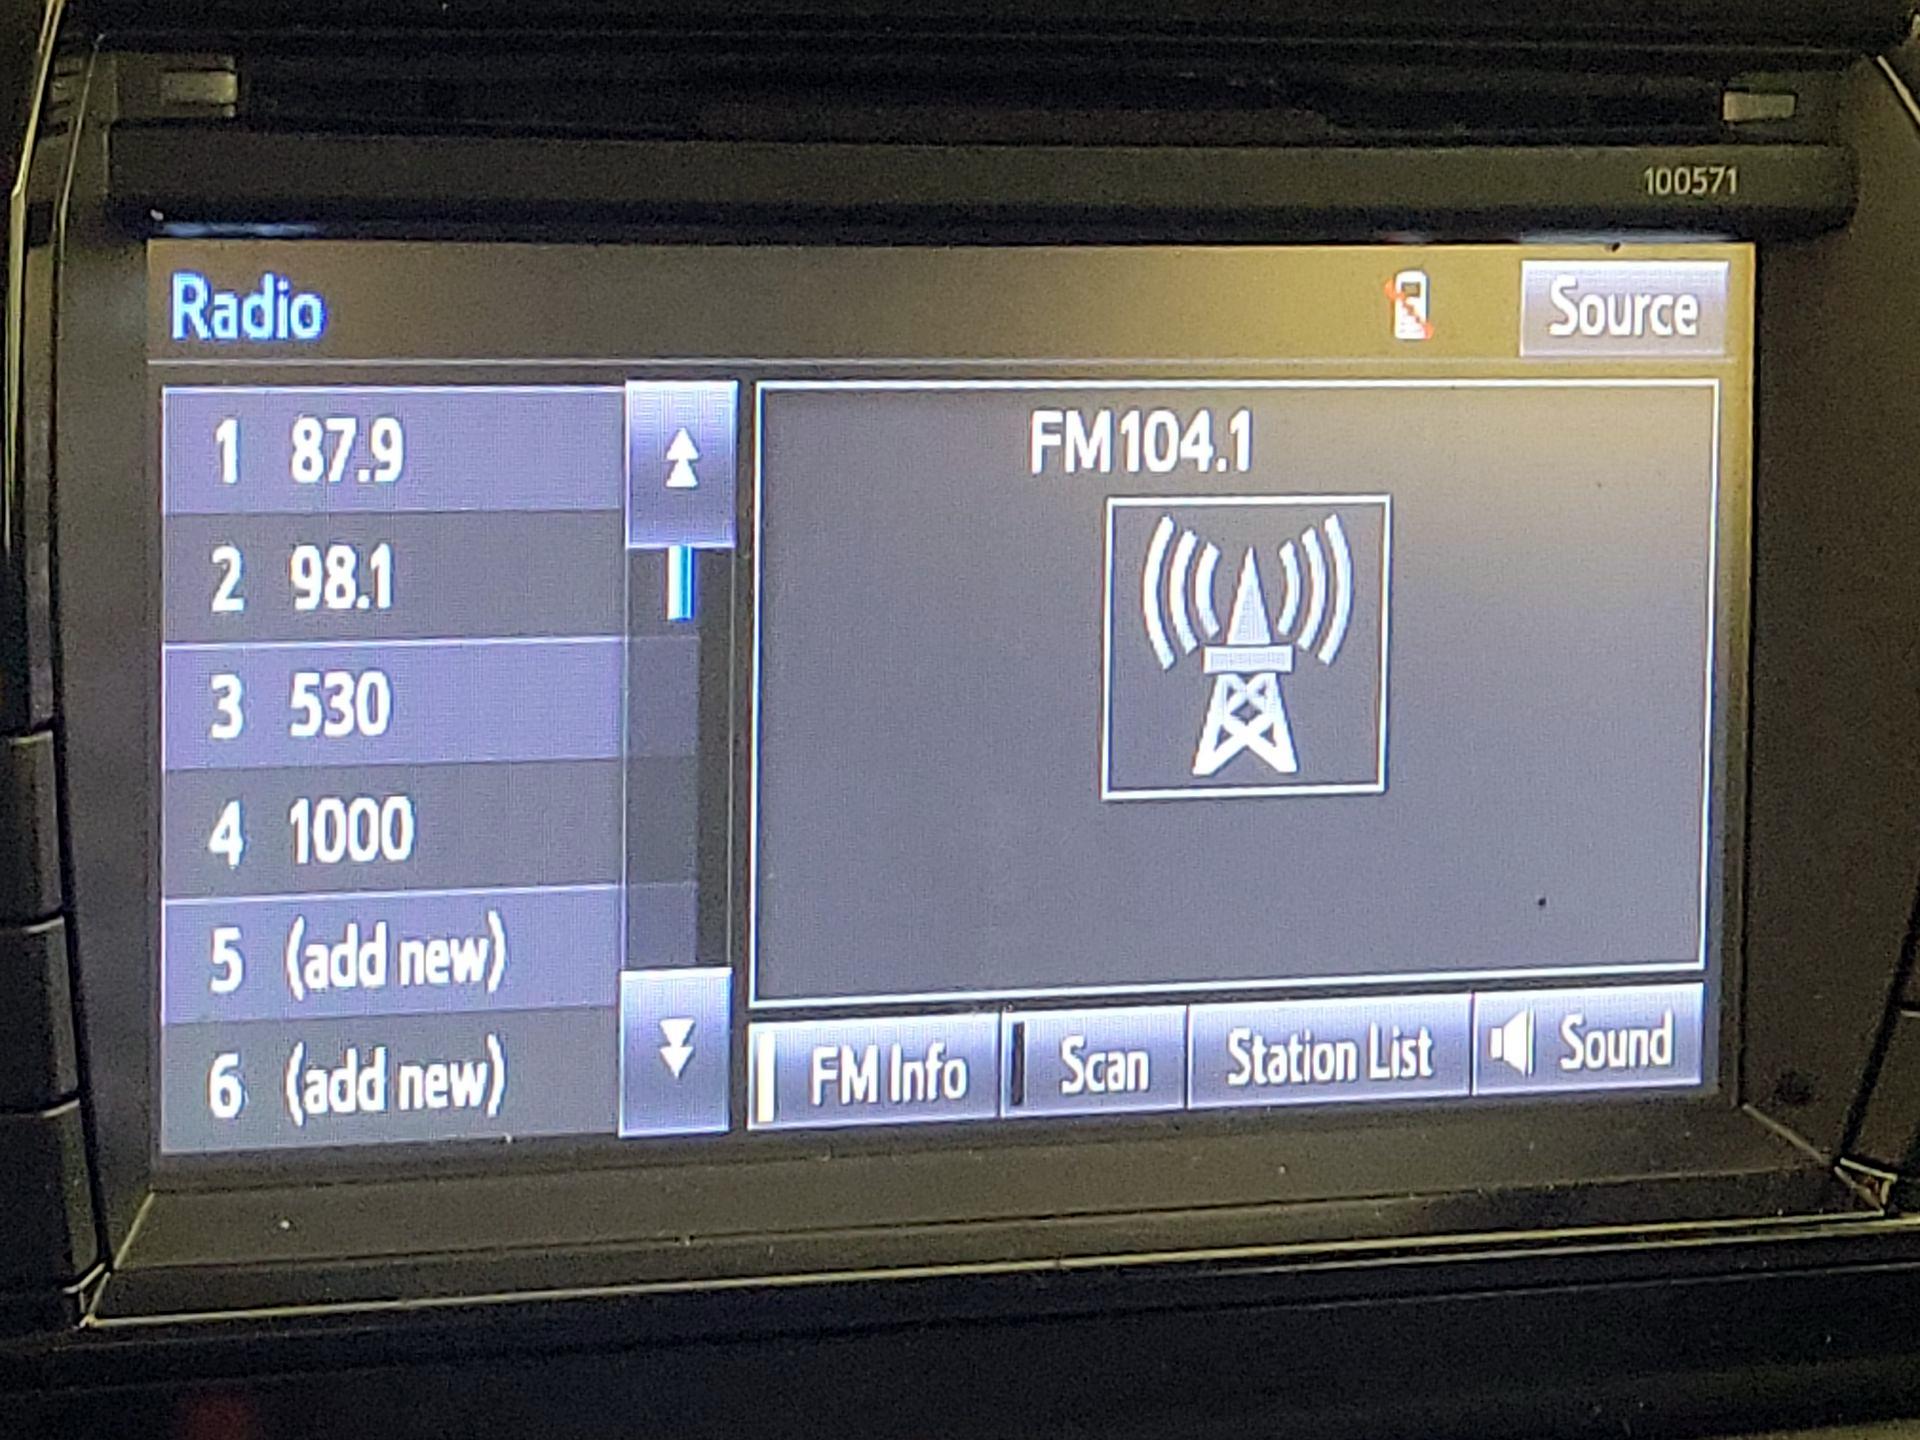 100571
Radio
Source
1 87.9
2 98.1
3 530
4 1000
5 (add new)
6 (add new)
FM104.1
FM Info
Scan
Station List
Sound